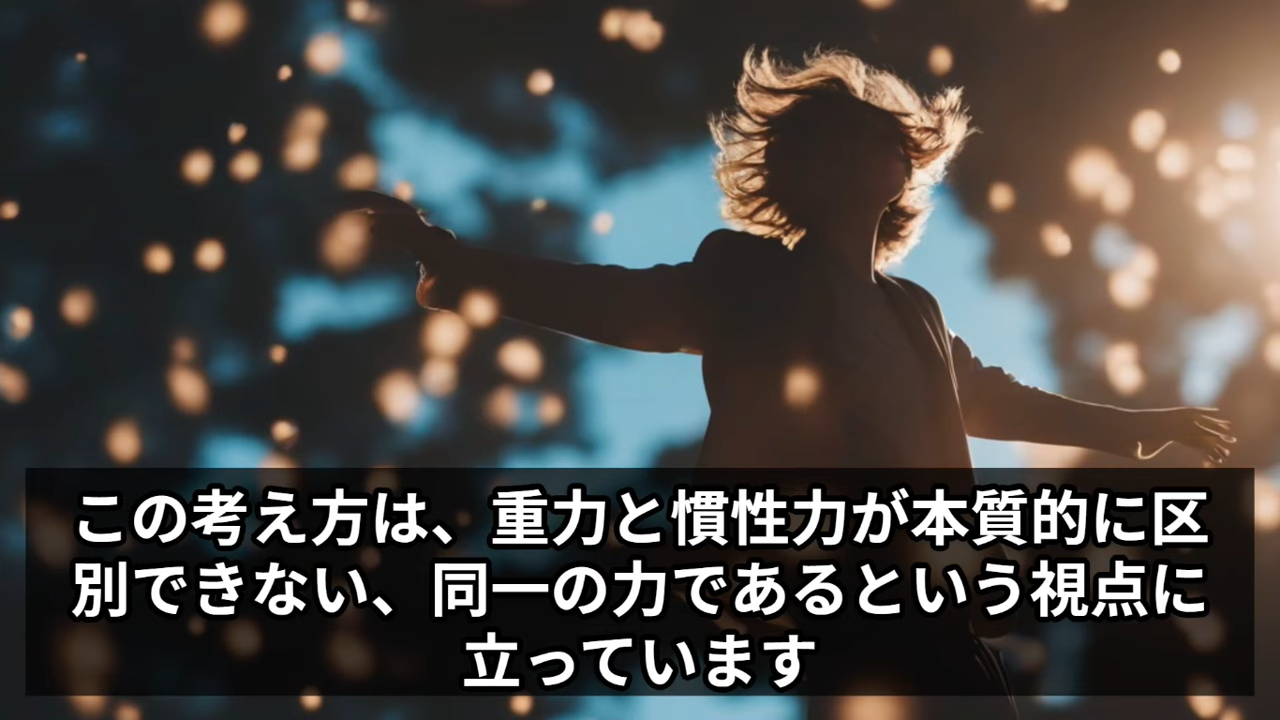 この考え方は、重力と慣性力が本質的に区
別できない、同一の力であるという視点に
立っています